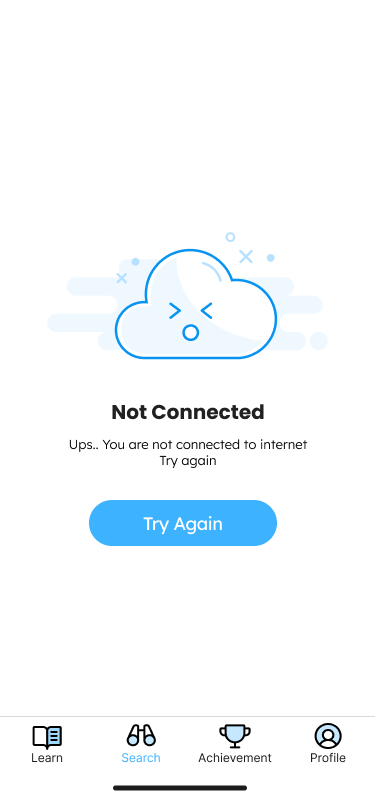 Not Connected
Ups.. You are not connected to internet
Try again
Try Again
Learn
Search
Achievement
Profile